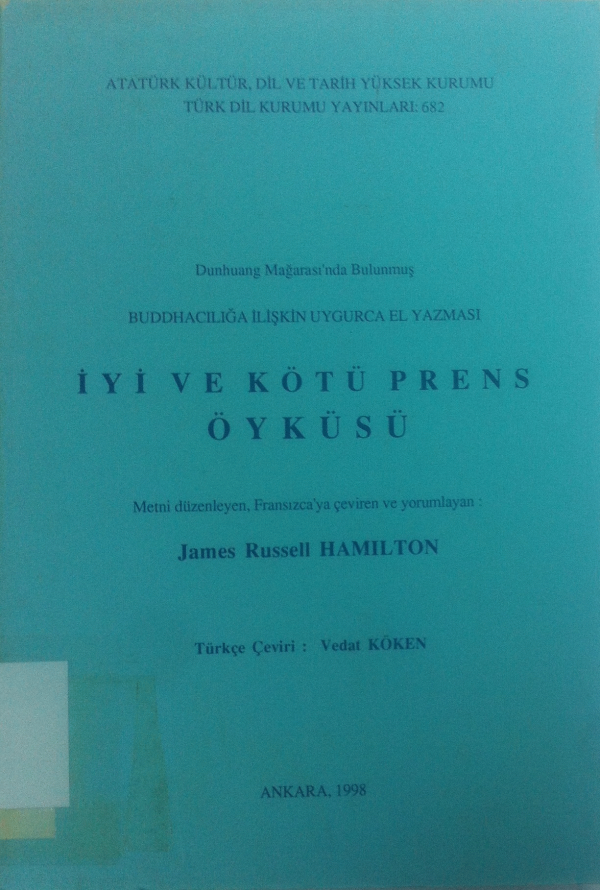 ATATÜRK KÜLTÜR, DİL VE TARİH YÜKSEK KURUMU
TÜRK DİL KURUMU YAYINLARI: 682
Dunhuang Mağarası'nda Bulunmuş
BUDDHACILIĞA İLİŞKİN UYGURCA EL YAZMASI
İYİ VE KÖTÜ PRENS
ÖYKÜSÜ
Metni düzenleyen, Fransızca'ya çeviren ve yorumlayan :
James Russell HAMILTON
Türkçe Çeviri : Vedat KÖKEN
ANKARA, 1998